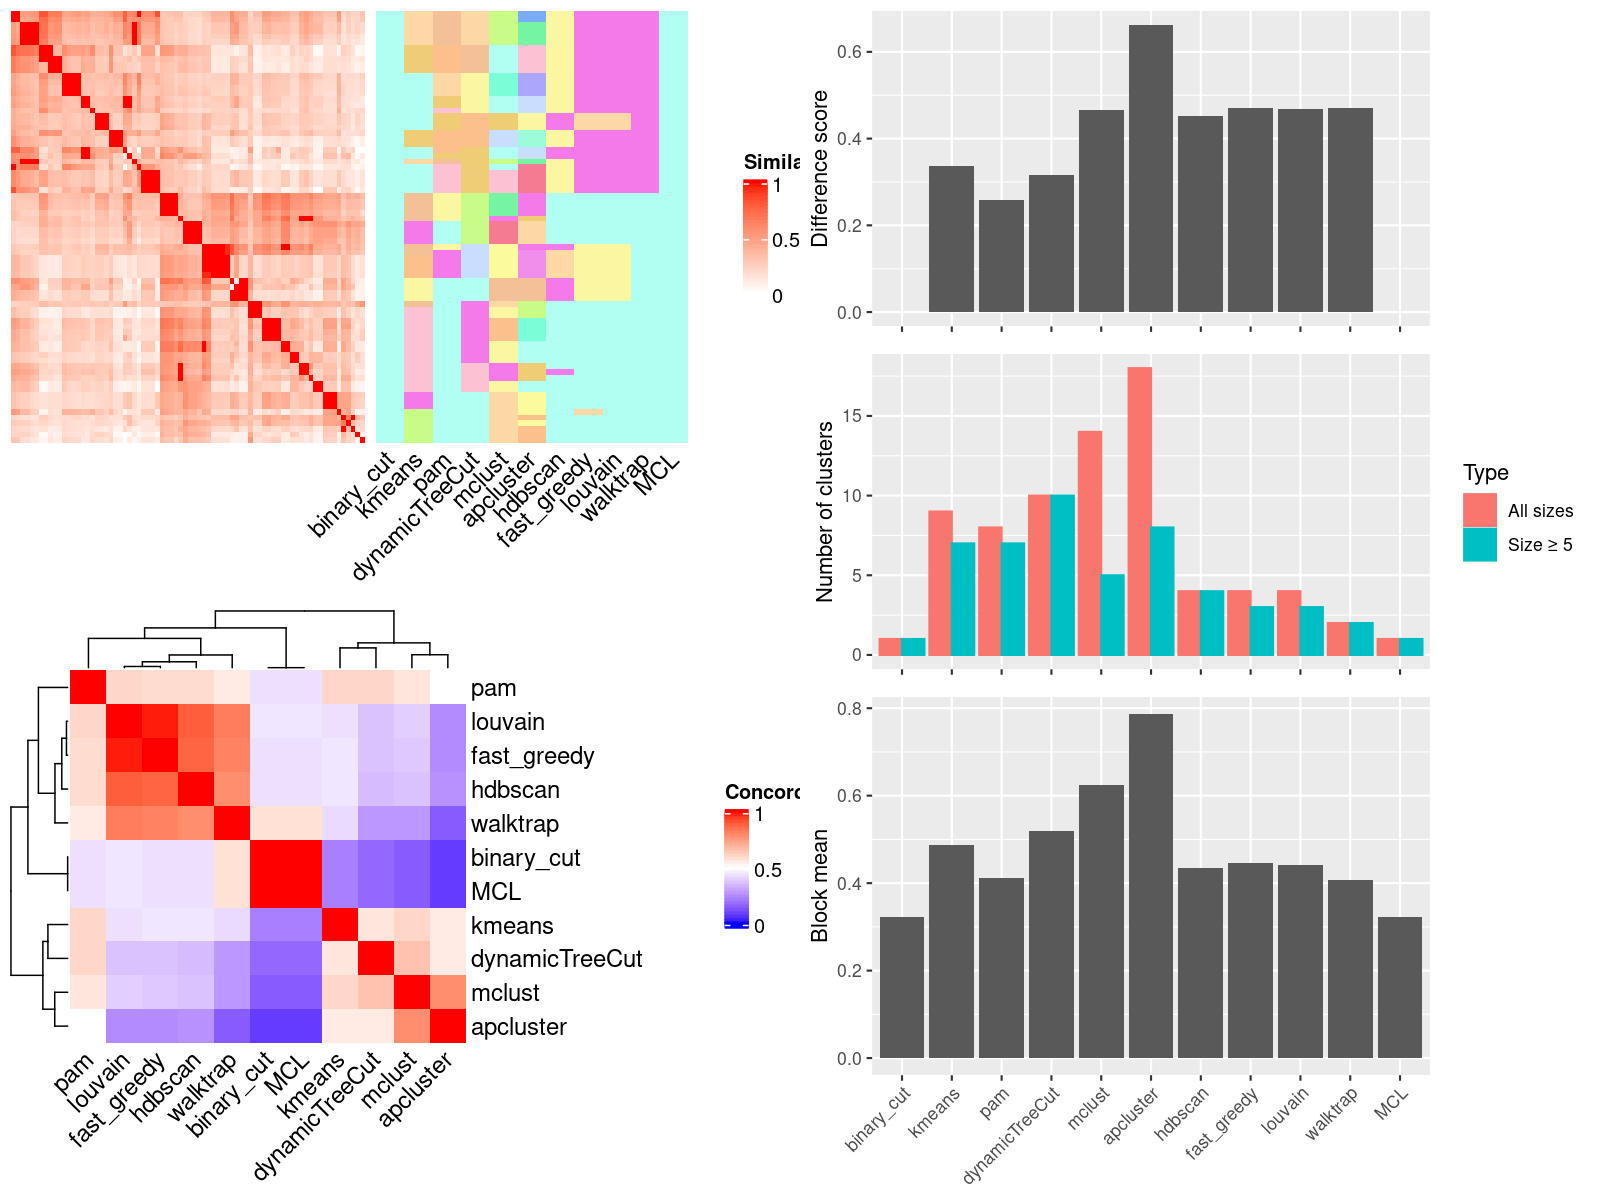 Simila
1
0.5
0
binary_cut
kmeans
pam
dynamicTreeCut
mclust
apcluster
hdbscan
fast_greedy
louvain
walktrap
MCL
pam
louvain
fast_greedy
hdbscan
walktrap
binary_cut
MCL
kmeans
dynamicTreeCut
mclust
apcluster
Concord
1
0.5
0
pam
louvain
fast_greedy
hdbscan
walktrap
binary_cut
MCL
kmeans
dynamicTreeCut
mclust
apcluster
Difference score
0.6
0.4
0.2
0.0
Number of clusters
15
10
5
0
Type
All sizes
Size ≥ 5
Block mean
0.8
0.6
0.4
0.2
0.0
binary_cut
kmeans
pam
dynamicTreeCut
mclust
apcluster
hdbscan
fast_greedy
louvain
walktrap
MCL